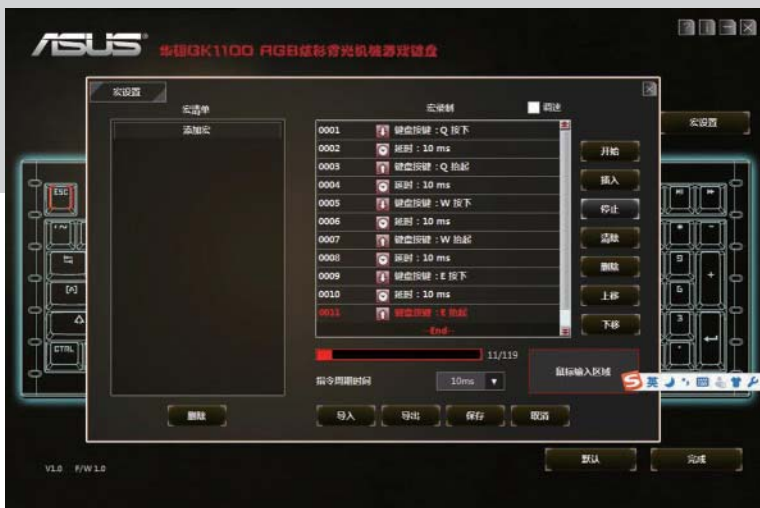 ASUS 华硕GK1100 RGB炫彩背光机械游戏键盘
宏设置
宏清单
宏录制
调速
宏设置
添加宏
0001 键盘按键：Q 按下
0002 延时：10 ms
0003 键盘按键：Q 抬起
0004 延时：10 ms
0005 键盘按键：W 按下
0006 延时：10 ms
0007 键盘按键：W 抬起
0008 延时：10 ms
0009 键盘按键：E 按下
0010 延时：10 ms
0011 键盘按键：E 抬起
--End--
开始
插入
停止
清除
删除
上移
下移
11/119
指令周期时间
10ms
鼠标输入区域
英
删除
导入
导出
保存
取消
默认
完成
V1.0 F/W 1.0
ESC
[A]
CTRL
9
+
6
3